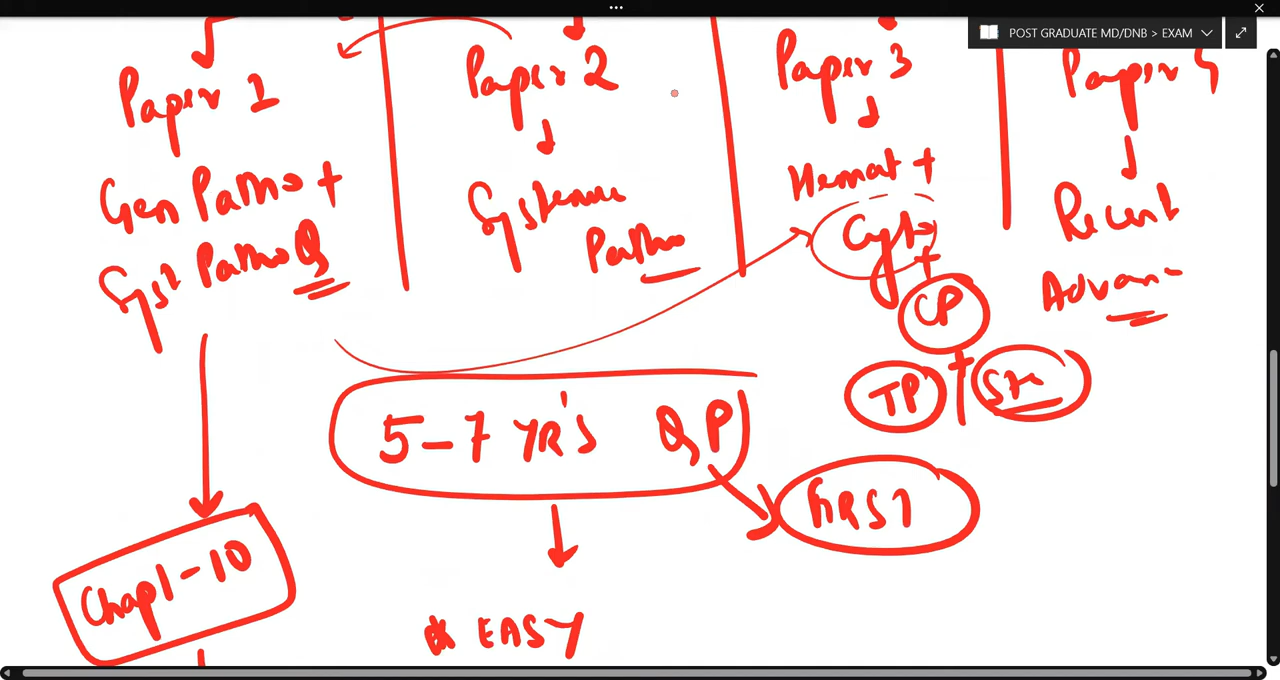 POST GRADUATE MD/DNB > EXAM
Paper 1
Gen Patho +
Syst Patho Q
Paper 2
Systemic
Patho
Paper 3
Hemat +
Cyto
+
CP
+
TP
Paper 4
Recent
Advan
5-7 YR'S QP
FIRST
Chap 1-10
EASY